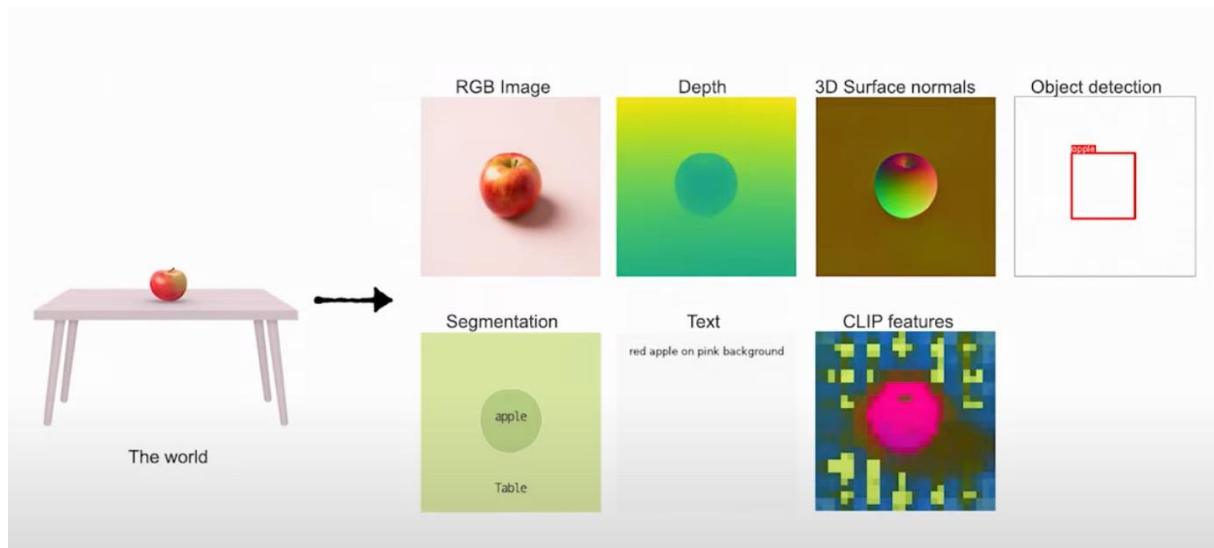 RGB Image
Depth
3D Surface normals
Object detection
apple
The world
Segmentation
Text
CLIP features
red apple on pink background
apple
Table